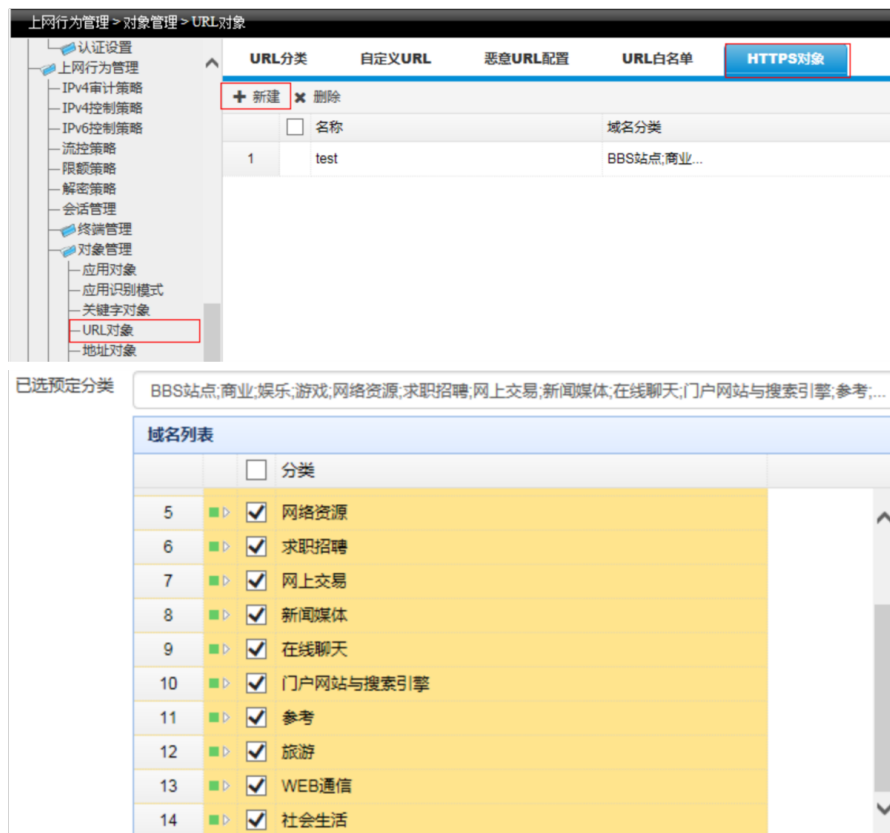 上网行为管理 > 对象管理 > URL对象
认证设置
上网行为管理
IPv4审计策略
IPv4控制策略
IPv6控制策略
流控策略
限额策略
解密策略
会话管理
终端管理
对象管理
应用对象
应用识别模式
关键字对象
URL对象
地址对象
URL分类 自定义URL 恶意URL配置 URL白名单 HTTPS对象
新建 删除
名称 域名分类
1 test BBS站点;商业...
已选预定分类 BBS站点;商业;娱乐;游戏;网络资源;求职招聘;网上交易;新闻媒体;在线聊天;门户网站与搜索引擎;参考;...
域名列表
分类
5 网络资源
6 求职招聘
7 网上交易
8 新闻媒体
9 在线聊天
10 门户网站与搜索引擎
11 参考
12 旅游
13 WEB通信
14 社会生活